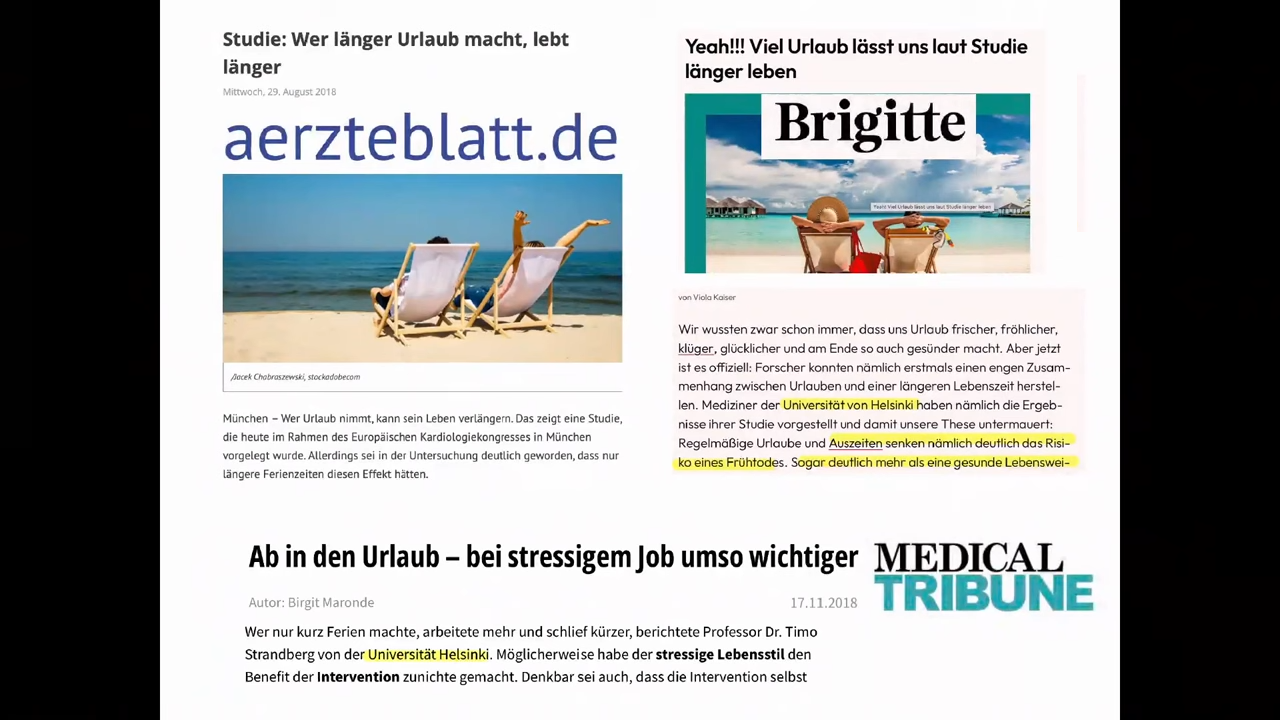 Studie: Wer länger Urlaub macht, lebt
länger
Mittwoch, 29. August 2018
aerzteblatt.de
/Jacek Chabraszewski, stockadobecom
München – Wer Urlaub nimmt, kann sein Leben verlängern. Das zeigt eine Studie,
die heute im Rahmen des Europäischen Kardiologiekongresses in München
vorgelegt wurde. Allerdings sei in der Untersuchung deutlich geworden, dass nur
längere Ferienzeiten diesen Effekt hätten.
Yeah!!! Viel Urlaub lässt uns laut Studie
länger leben
Brigitte
Yeah! Viel Urlaub lässt uns laut Studie länger leben
von Viola Kaiser
Wir wussten zwar schon immer, dass uns Urlaub frischer, fröhlicher,
klüger, glücklicher und am Ende so auch gesünder macht. Aber jetzt
ist es offiziell: Forscher konnten nämlich erstmals einen engen Zusam-
menhang zwischen Urlauben und einer längeren Lebenszeit herstel-
len. Mediziner der Universität von Helsinki haben nämlich die Ergeb-
nisse ihrer Studie vorgestellt und damit unsere These untermauert:
Regelmäßige Urlaube und Auszeiten senken nämlich deutlich das Risi-
ko eines Frühtodes. Sogar deutlich mehr als eine gesunde Lebenswei-
Ab in den Urlaub – bei stressigem Job umso wichtiger
MEDICAL
TRIBUNE
Autor: Birgit Maronde
17.11.2018
Wer nur kurz Ferien machte, arbeitete mehr und schlief kürzer, berichtete Professor Dr. Timo
Strandberg von der Universität Helsinki. Möglicherweise habe der stressige Lebensstil den
Benefit der Intervention zunichte gemacht. Denkbar sei auch, dass die Intervention selbst